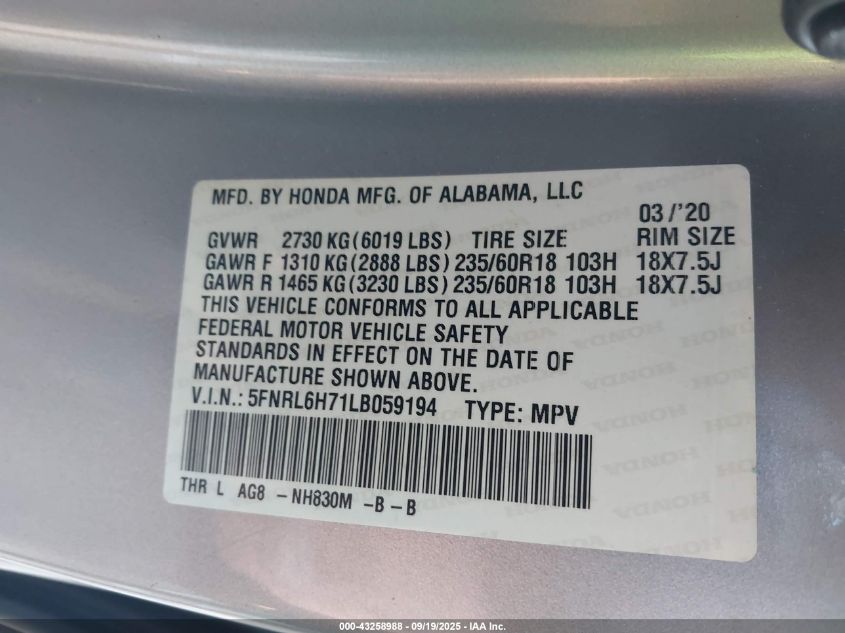 MFD. BY HONDA MFG. OF ALABAMA, LLC
03 /'20
GVWR 2730 KG (6019 LBS) TIRE SIZE RIM SIZE
GAWR F 1310 KG (2888 LBS) 235/60R18 103H 18X7.5J
GAWR R 1465 KG (3230 LBS) 235/60R18 103H 18X7.5J
THIS VEHICLE CONFORMS TO ALL APPLICABLE
FEDERAL MOTOR VEHICLE SAFETY
STANDARDS IN EFFECT ON THE DATE OF
MANUFACTURE SHOWN ABOVE.
V.I.N.: 5FNRL6H71LB059194 TYPE: MPV
THR L AG8 - NH830M - B - B
000-43258988 - 09/19/2025 - IAA Inc.